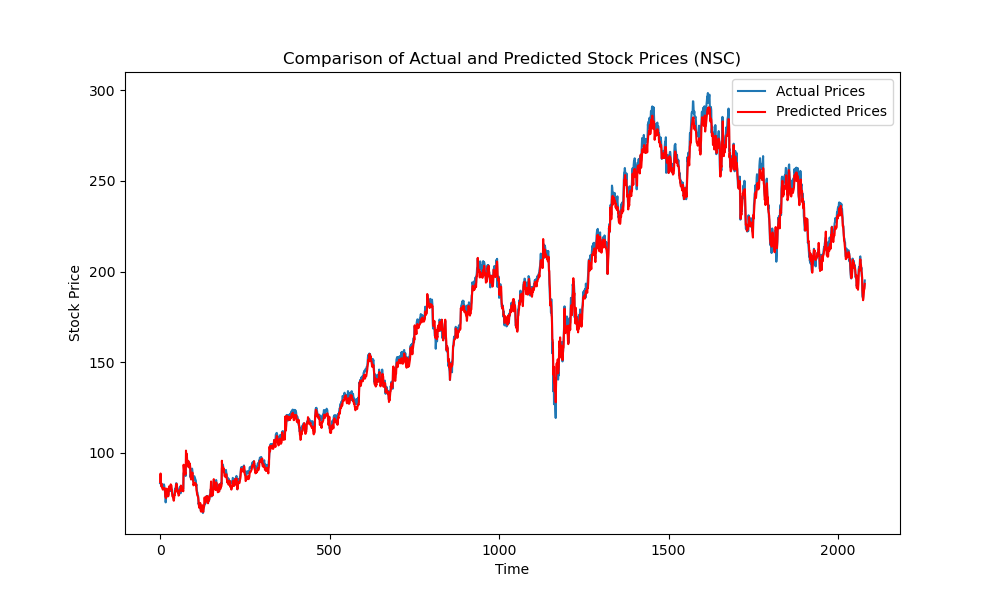 Comparison of Actual and Predicted Stock Prices (NSC)
Actual Prices
Predicted Prices
300
250
200
150
100
Stock Price
0
500
1000
1500
2000
Time